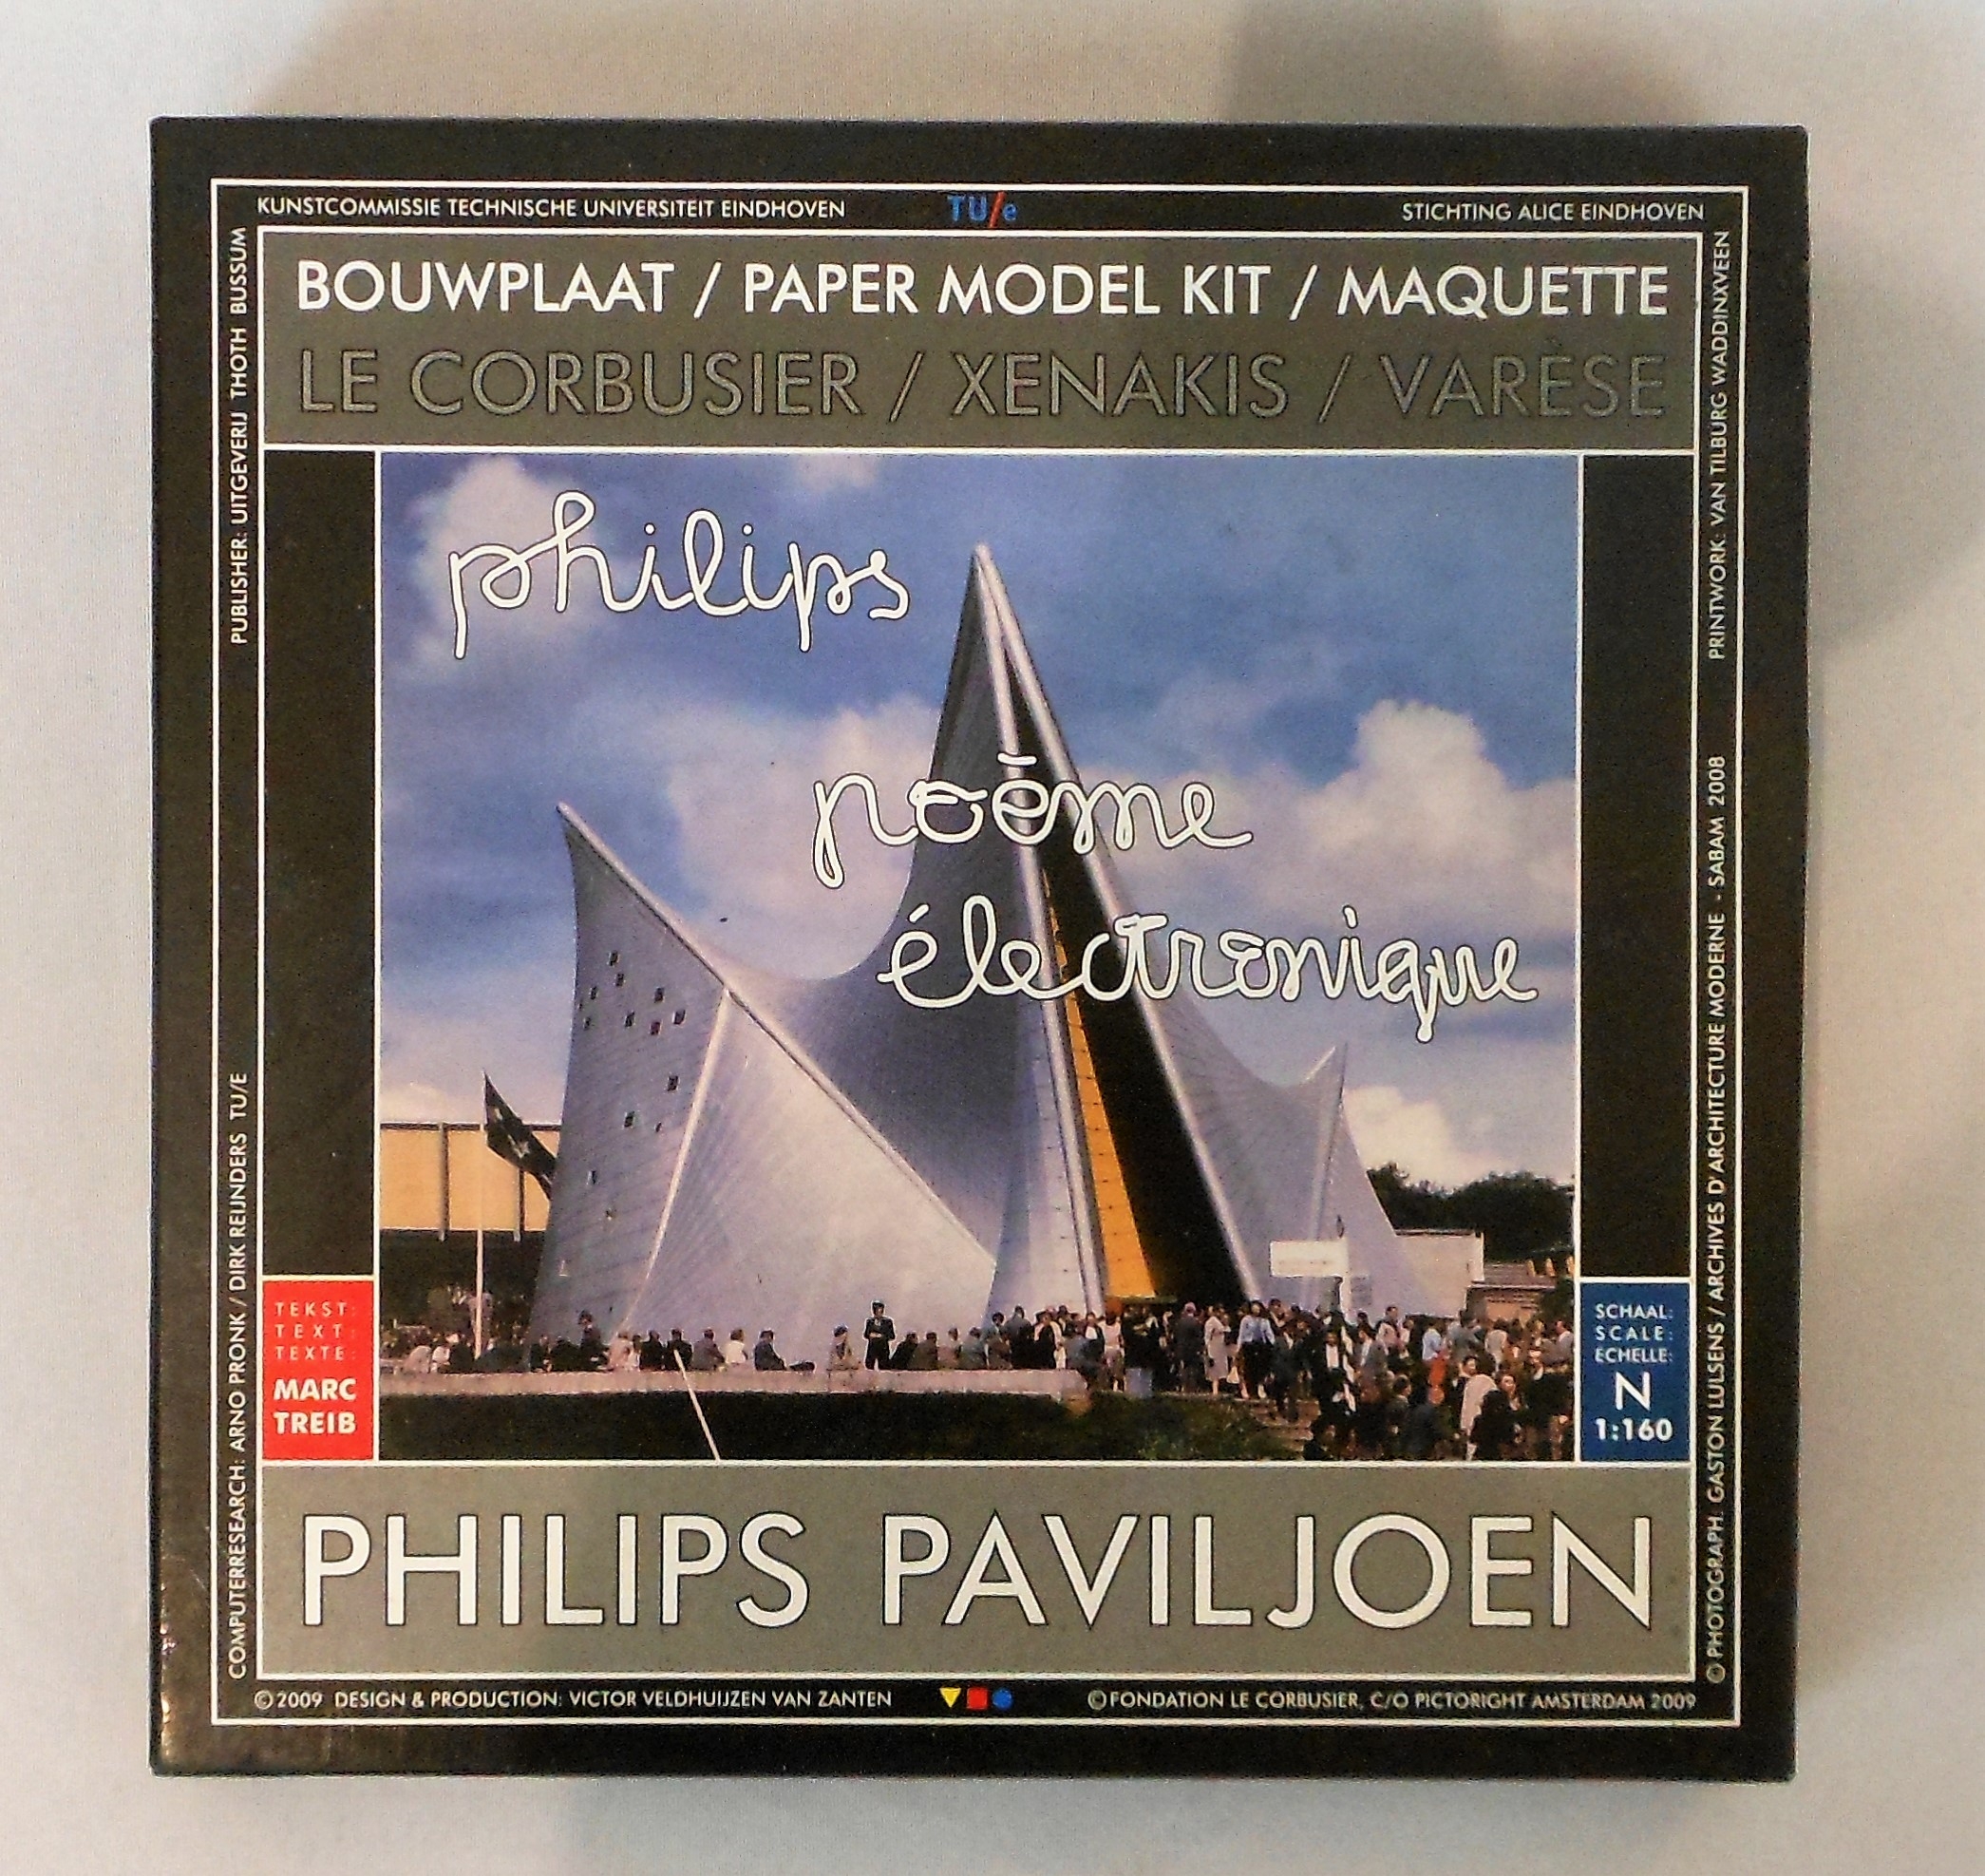 KUNSTCOMMISSIE TECHNISCHE UNIVERSITEIT EINDHOVEN
TU/e
STICHTING ALICE EINDHOVEN
BOUWPLAAT / PAPER MODEL KIT / MAQUETTE
LE CORBUSIER / XENAKIS / VARÈSE
PUBLISHER: UITGEVERIJ THOTH BUSSUM
COMPUTERRESEARCH: ARNO PRONK / DIRK REIJNDERS TU/E
philips
poème
électronique
TEKST:
TEXT:
TEXTE:
MARC
TREIB
SCHAAL:
SCALE:
ECHELLE:
N
1:160
PRINTWORK: VAN TILBURG WADDINXVEEN
© PHOTOGRAPH: GASTON LULSENS / ARCHIVES D'ARCHITECTURE MODERNE - SABAM 2008
PHILIPS PAVILJOEN
©2009 DESIGN & PRODUCTION: VICTOR VELDHUIJZEN VAN ZANTEN
©FONDATION LE CORBUSIER, C/O PICTORIGHT AMSTERDAM 2009